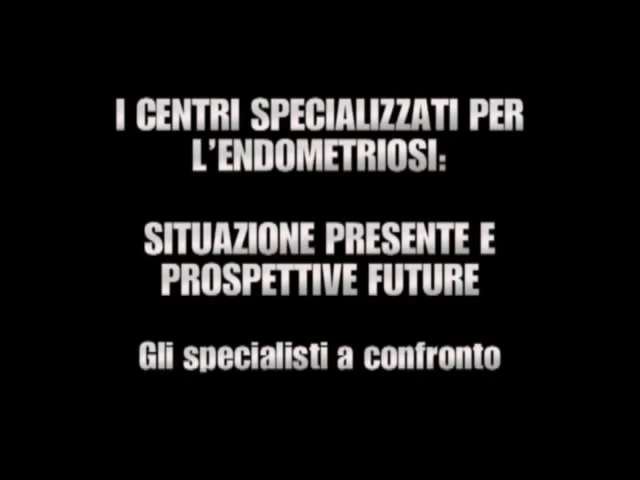 I CENTRI SPECIALIZZATI PER
L'ENDOMETRIOSI:
SITUAZIONE PRESENTE E
PROSPETTIVE FUTURE
Gli specialisti a confronto